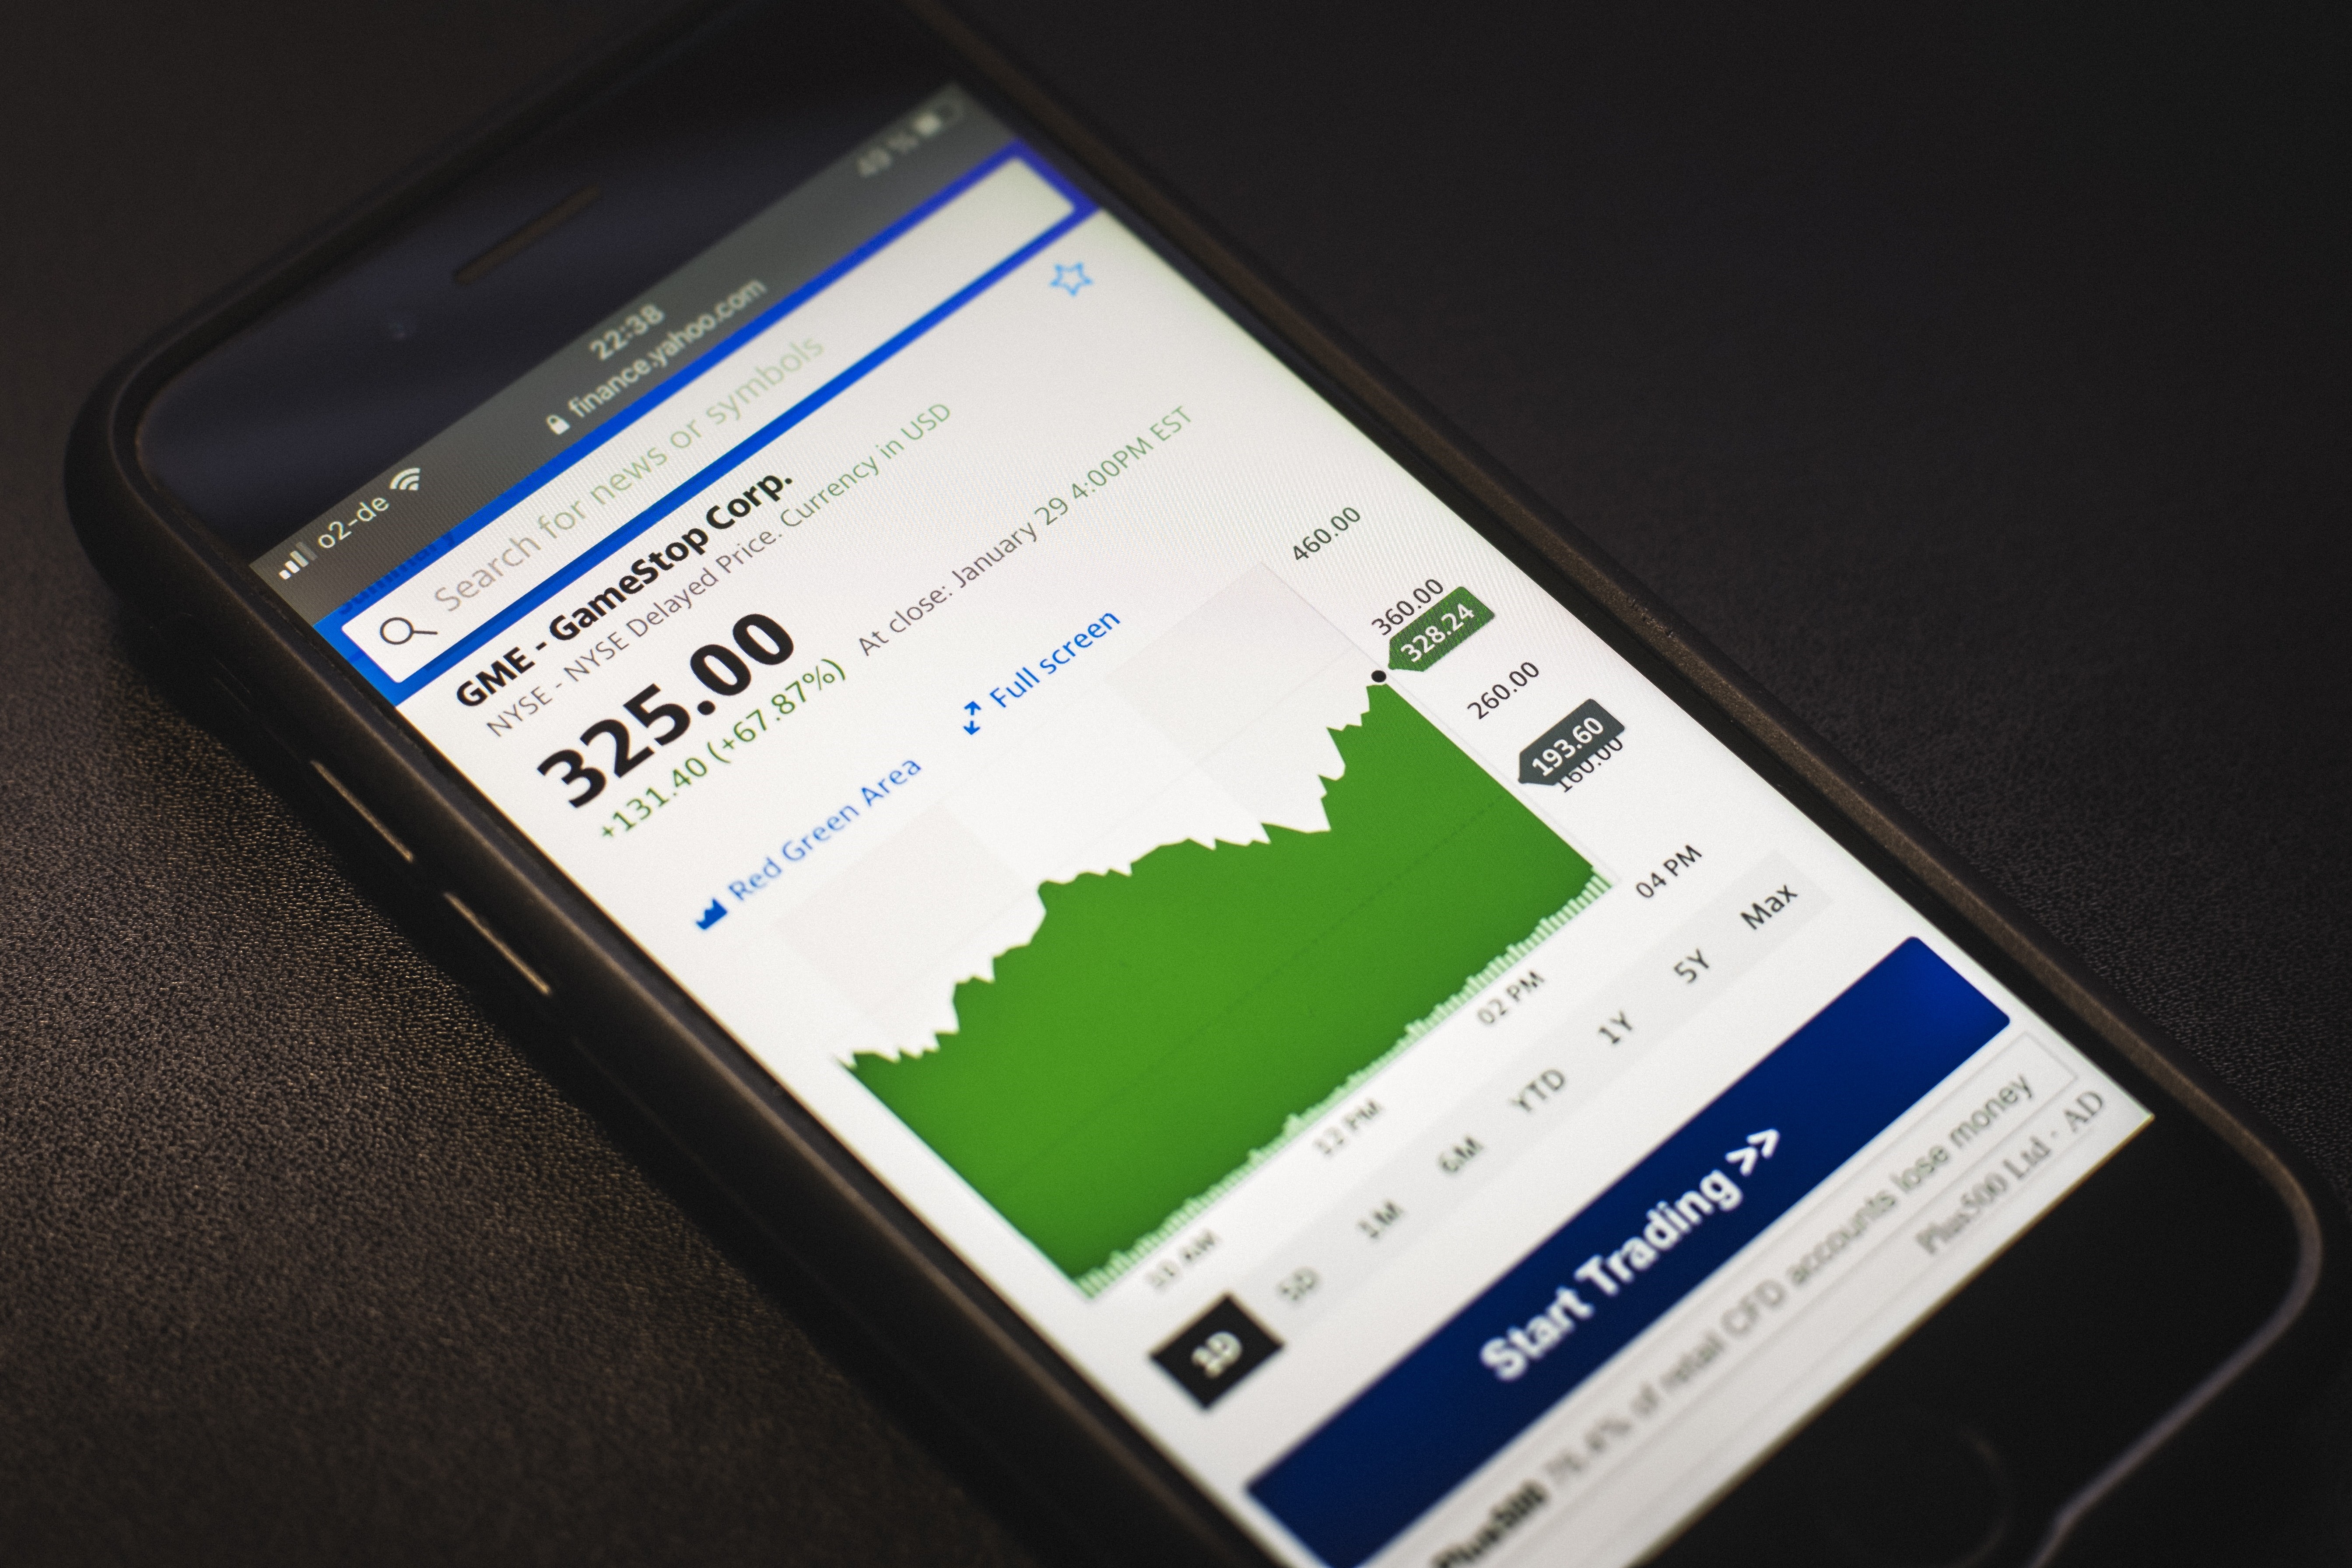 o2-de 22:38 49 %
finance.yahoo.com
Summary
Search for news or symbols
GME - GameStop Corp.
NYSE - NYSE Delayed Price. Currency in USD
325.00
+131.40 (+67.87%) At close: January 29 4:00PM EST
Red Green Area Full screen
460.00
360.00
328.24
260.00
193.60
160.00
10 AM 12 PM 02 PM 04 PM
1D 5D 1M 6M YTD 1Y 5Y Max
Start Trading >>
Plus500 76.4% of retail CFD accounts lose money
Plus500 Ltd · AD